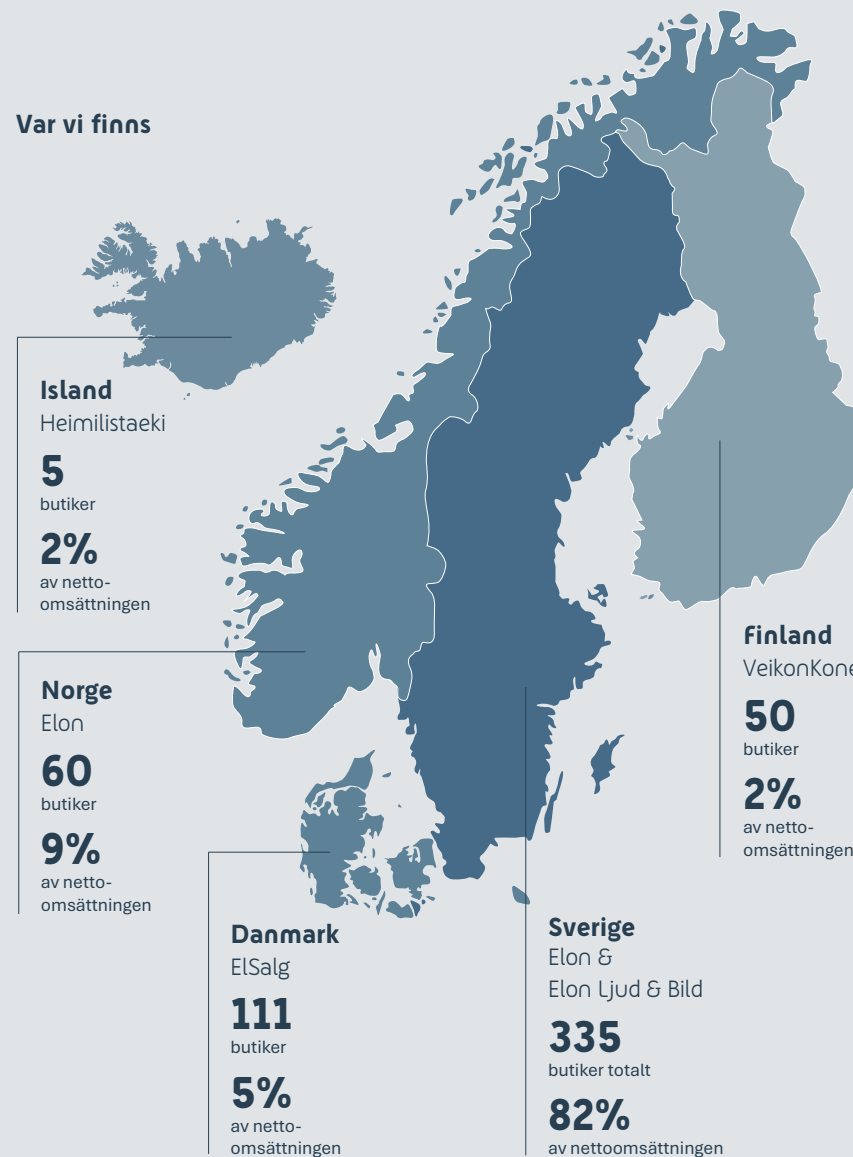 Var vi finns
Island
Heimilistaeki
5
butiker
2%
av netto-
omsättningen
Norge
Elon
60
butiker
9%
av netto-
omsättningen
Danmark
ElSalg
111
butiker
5%
av netto-
omsättningen
Sverige
Elon &
Elon Ljud & Bild
335
butiker totalt
82%
av nettoomsättningen
Finland
VeikonKone
50
butiker
2%
av netto-
omsättningen